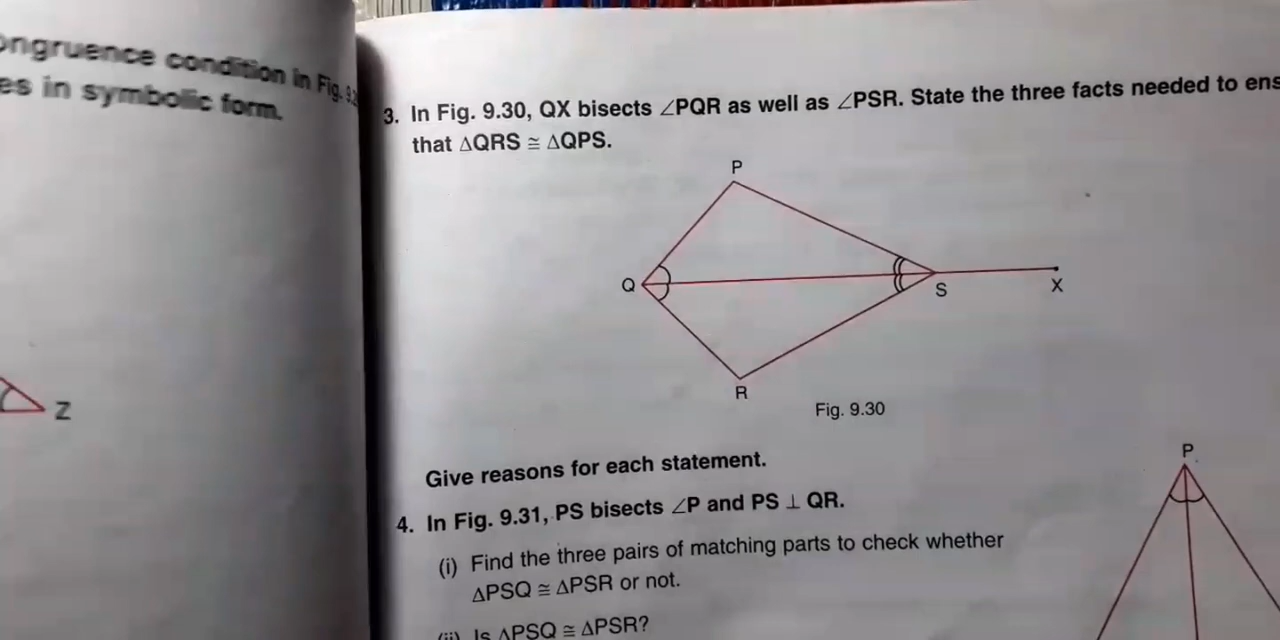 congruence condition in Fig.
es in symbolic form.
Z
3. In Fig. 9.30, QX bisects ∠PQR as well as ∠PSR. State the three facts needed to ens
that ΔQRS ≅ ΔQPS.
P
Q
S
X
R
Fig. 9.30
Give reasons for each statement.
P
4. In Fig. 9.31, PS bisects ∠P and PS ⊥ QR.
(i) Find the three pairs of matching parts to check whether
ΔPSQ ≅ ΔPSR or not.
(ii) Is ΔPSQ ≅ ΔPSR?